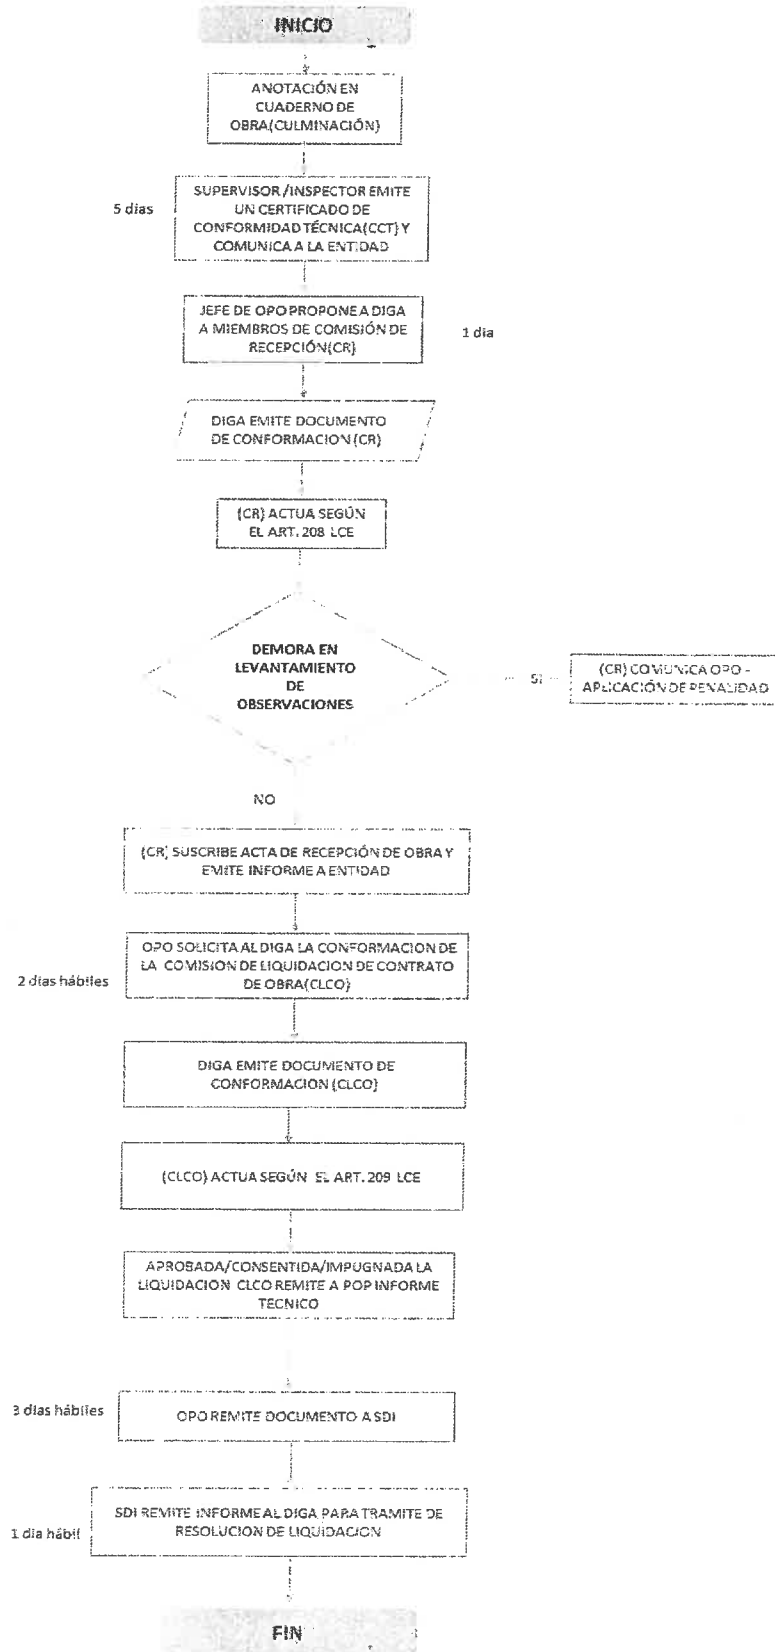 INICIO
ANOTACIÓN EN
CUADERNO DE
OBRA(CULMINACIÓN)
5 días
SUPERVISOR/INSPECTOR EMITE
UN CERTIFICADO DE
CONFORMIDAD TÉCNICA(CCT) Y
COMUNICA A LA ENTIDAD
JEFE DE OPO PROPONE A DIGA
A MIEMBROS DE COMISIÓN DE
RECEPCIÓN(CR)
1 día
DIGA EMITE DOCUMENTO
DE CONFORMACION (CR)
(CR) ACTUA SEGÚN
EL ART. 208 LCE
DEMORA EN
LEVANTAMIENTO
DE
OBSERVACIONES
SI
(CR) COMUNICA OPO -
APLICACIÓN DE PENALIDAD
NO
(CR) SUSCRIBE ACTA DE RECEPCIÓN DE OBRA Y
EMITE INFORME A ENTIDAD
2 días hábiles
OPO SOLICITA AL DIGA LA CONFORMACION DE
LA COMISION DE LIQUIDACION DE CONTRATO
DE OBRA(CLCO)
DIGA EMITE DOCUMENTO DE
CONFORMACION (CLCO)
(CLCO) ACTUA SEGÚN EL ART. 209 LCE
APROBADA/CONSENTIDA/IMPUGNADA LA
LIQUIDACION CLCO REMITE A POP INFORME
TECNICO
3 días hábiles
OPO REMITE DOCUMENTO A SDI
1 día hábil
SDI REMITE INFORME AL DIGA PARA TRAMITE DE
RESOLUCION DE LIQUIDACION
FIN